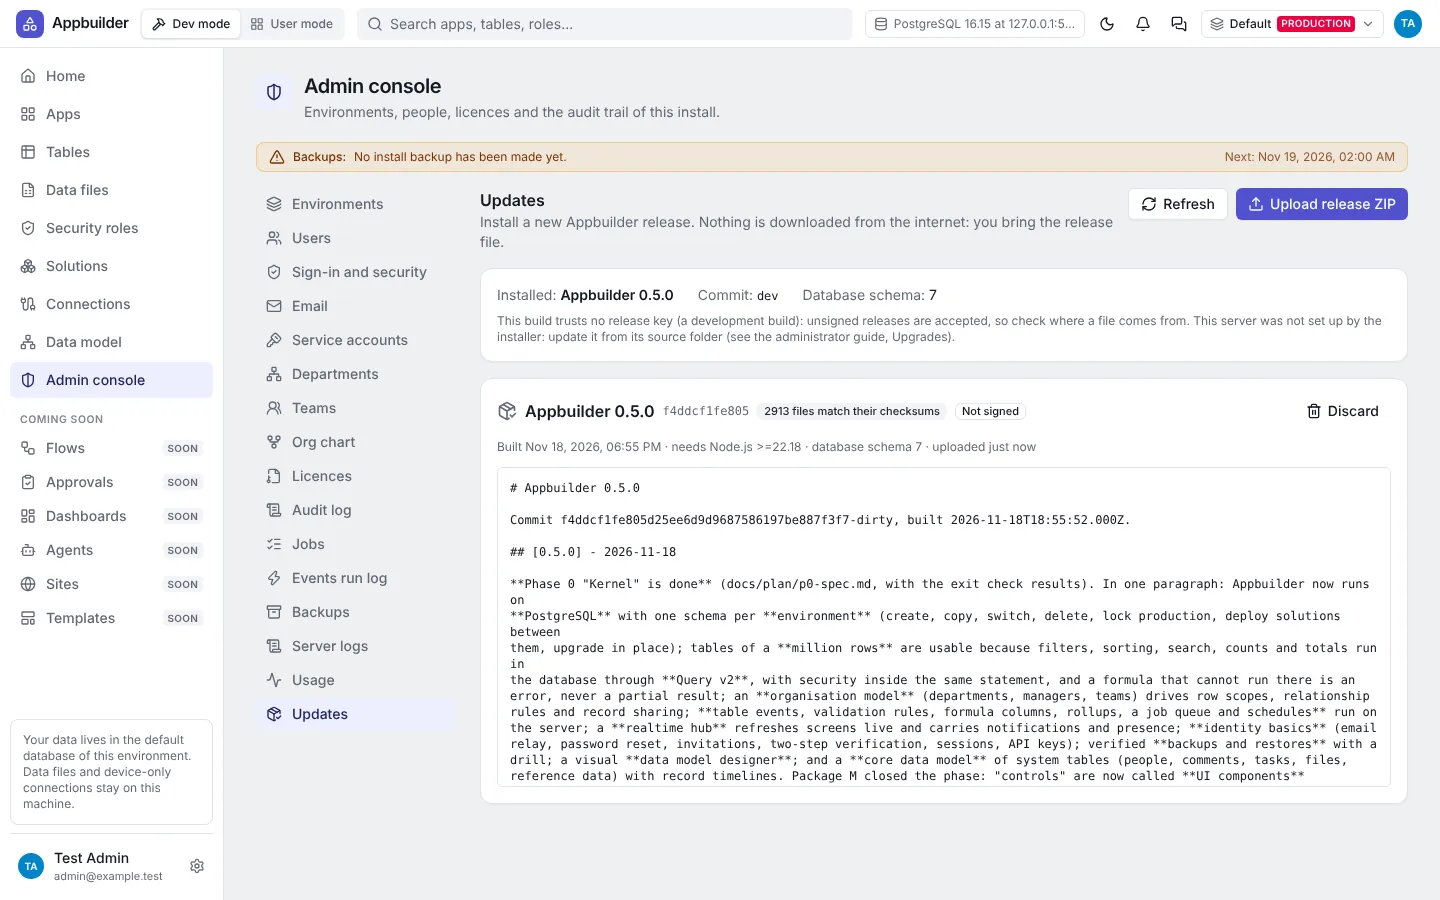 Appbuilder
Dev mode
User mode
Search apps, tables, roles...
PostgreSQL 16.15 at 127.0.0.1:5...
Default PRODUCTION
TA
Home
Apps
Tables
Data files
Security roles
Solutions
Connections
Data model
Admin console
COMING SOON
Flows SOON
Approvals SOON
Dashboards SOON
Agents SOON
Sites SOON
Templates SOON
Your data lives in the default
database of this environment.
Data files and device-only
connections stay on this
machine.
TA
Test Admin
admin@example.test
Admin console
Environments, people, licences and the audit trail of this install.
Backups: No install backup has been made yet.
Next: Nov 19, 2026, 02:00 AM
Environments
Users
Sign-in and security
Email
Service accounts
Departments
Teams
Org chart
Licences
Audit log
Jobs
Events run log
Backups
Server logs
Usage
Updates
Updates
Install a new Appbuilder release. Nothing is downloaded from the internet: you bring the release
file.
Refresh
Upload release ZIP
Installed: Appbuilder 0.5.0 Commit: dev Database schema: 7
This build trusts no release key (a development build): unsigned releases are accepted, so check where a file comes from. This server was not set up by the
installer: update it from its source folder (see the administrator guide, Upgrades).
Appbuilder 0.5.0 f4ddcf1fe805 2913 files match their checksums Not signed
Discard
Built Nov 18, 2026, 06:55 PM · needs Node.js >=22.18 · database schema 7 · uploaded just now
# Appbuilder 0.5.0
Commit f4ddcf1fe805d25ee6d9d9687586197be887f3f7-dirty, built 2026-11-18T18:55:52.000Z.
## [0.5.0] - 2026-11-18
**Phase 0 "Kernel" is done** (docs/plan/p0-spec.md, with the exit check results). In one paragraph: Appbuilder now runs
on
**PostgreSQL** with one schema per **environment** (create, copy, switch, delete, lock production, deploy solutions
between
them, upgrade in place); tables of a **million rows** are usable because filters, sorting, search, counts and totals run
in
the database through **Query v2**, with security inside the same statement, and a formula that cannot run there is an
error, never a partial result; an **organisation model** (departments, managers, teams) drives row scopes, relationship
rules and record sharing; **table events, validation rules, formula columns, rollups, a job queue and schedules** run on
the server; a **realtime hub** refreshes screens live and carries notifications and presence; **identity basics** (email
relay, password reset, invitations, two-step verification, sessions, API keys); verified **backups and restores** with a
drill; a visual **data model designer**; and a **core data model** of system tables (people, comments, tasks, files,
reference data) with record timelines. Package M closed the phase: "controls" are now called **UI components**